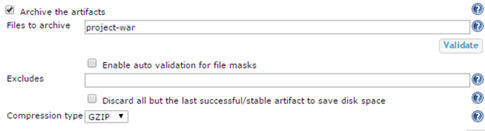 Archive the artifacts
Files to archive project-war
Validate
Enable auto validation for file masks
Excludes
Discard all but the last successful/stable artifact to save disk space
Compression type GZIP